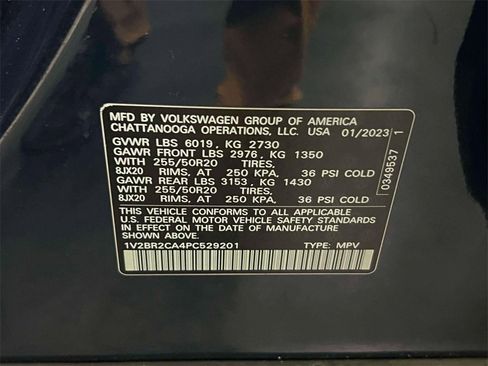 MFD BY VOLKSWAGEN GROUP OF AMERICA
CHATTANOOGA OPERATIONS, LLC. USA 01/2023
GVWR LBS 6019, KG 2730
GAWR FRONT LBS 2976, KG 1350
WITH 255/50R20 TIRES,
8JX20 RIMS, AT 250 KPA, 36 PSI COLD
GAWR REAR LBS 3153, KG 1430
WITH 255/50R20 TIRES,
8JX20 RIMS, AT 250 KPA, 36 PSI COLD
THIS VEHICLE CONFORMS TO ALL APPLICABLE
U.S. FEDERAL MOTOR VEHICLE SAFETY STANDARDS
IN EFFECT ON THE DATE OF MANUFACTURE
SHOWN ABOVE.
1V2BR2CA4PC529201 TYPE: MPV
0349537 1